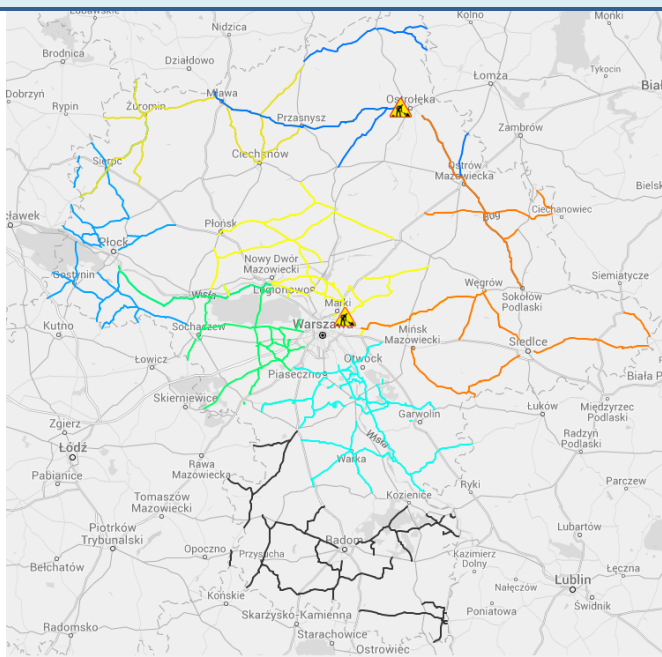 Lubawskie
Kolno
Mońki
Nidzica
Brodnica
Działdowo
Tykocin
Łomża
Dobrzyń
Biał
Mława
Ostrołęka
Rypin
Żuromin
Przasnysz
Zambrów
Ciechanów
Sierpc
Ostrów
Mazowiecka
Bielsk
Ciechanowiec
cławek
Bug
Płońsk
Płock
Nowy Dwór
Mazowiecki
Gostynin
Siemiatycze
Węgrów
Legionowo
Wisła
Sokołów
Podlaski
Marki
Kutno
Sochaczew
Warszawa
Mińsk
Mazowiecki
Siedlce
Łowicz
Otwock
Piaseczno
Biała P
Skierniewice
Łuków
Międzyrzec
Podlaski
Garwolin
Zgierz
Radzyń
Podlaski
Wisła
Łódź
Rawa
Mazowiecka
Warka
Pabianice
Ryki
Parczew
Tomaszów
Mazowiecki
Kozienice
Piotrków
Trybunalski
Lubartów
Radom
Opoczno
Przysucha
Kazimierz
Dolny
Bełchatów
Łęczna
Lublin
Nałęczów
Końskie
Świdnik
Poniatowa
Skarżysko-Kamienna
Radomsko
Starachowice
Ostrowiec